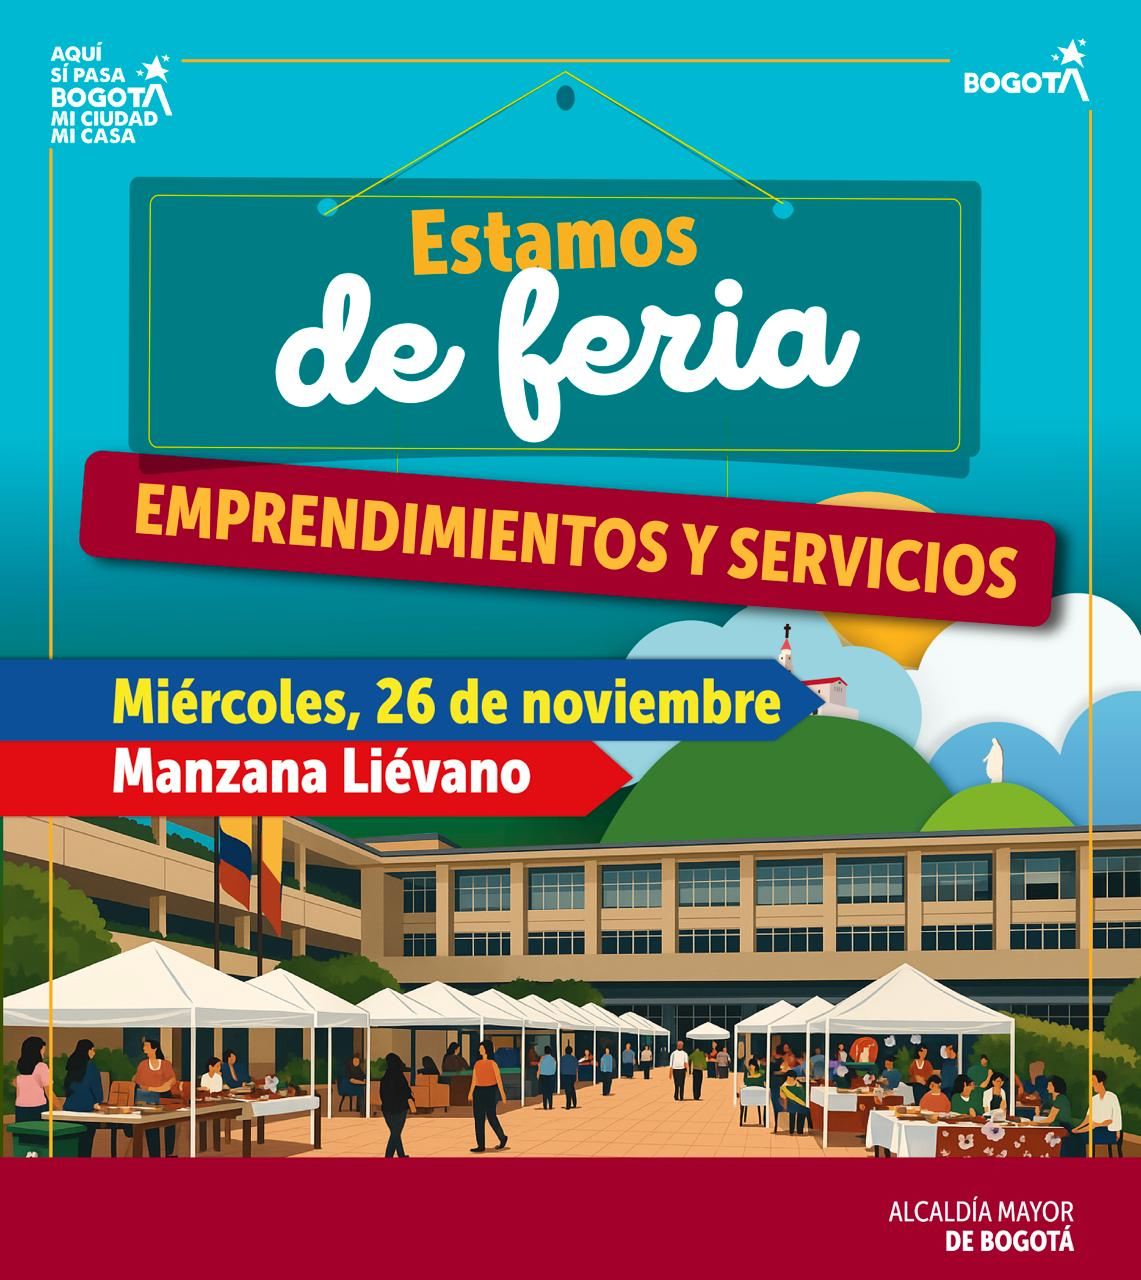 AQUÍ
SÍ PASA
BOGOTÁ
MI CIUDAD
MI CASA
BOGOTÁ
Estamos
de feria
EMPRENDIMIENTOS Y SERVICIOS
Miércoles, 26 de noviembre
Manzana Liévano
ALCALDÍA MAYOR
DE BOGOTÁ